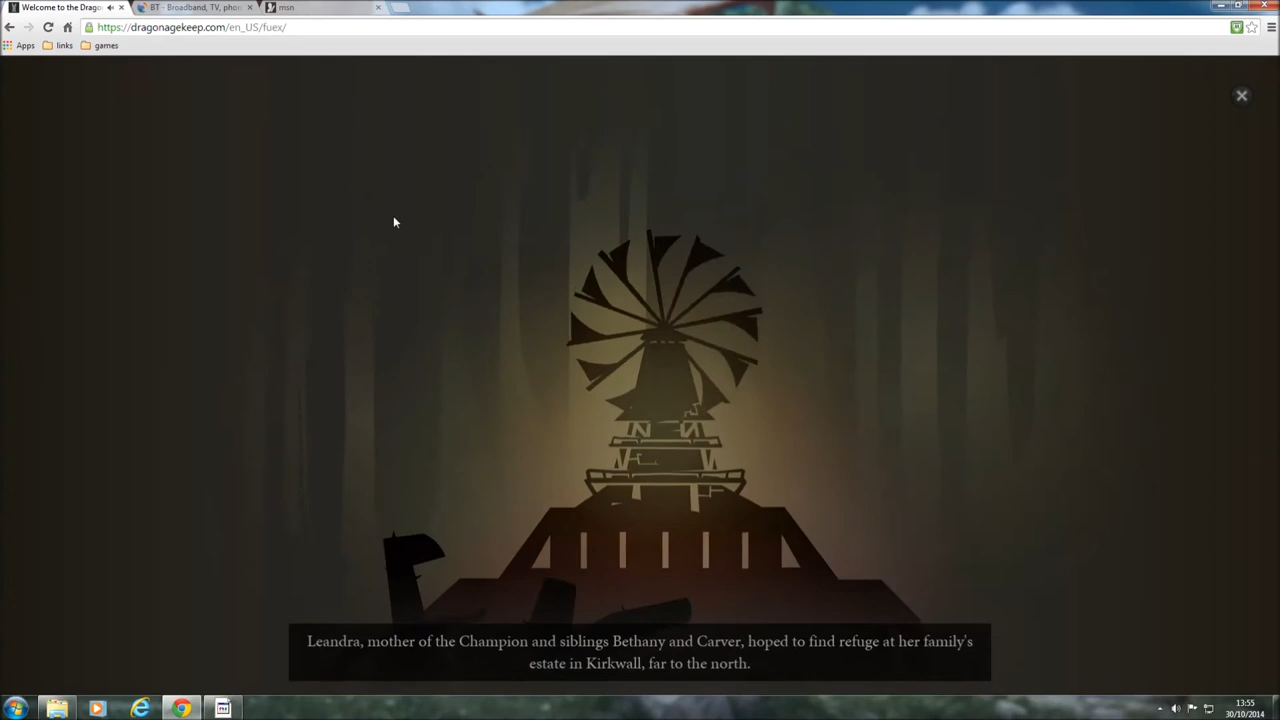 Welcome to the Drago
BT - Broadband, TV, phon
msn
https://dragonagekeep.com/en_US/fuex/
Apps links games
Leandra, mother of the Champion and siblings Bethany and Carver, hoped to find refuge at her family's
estate in Kirkwall, far to the north.
13:55
30/10/2014